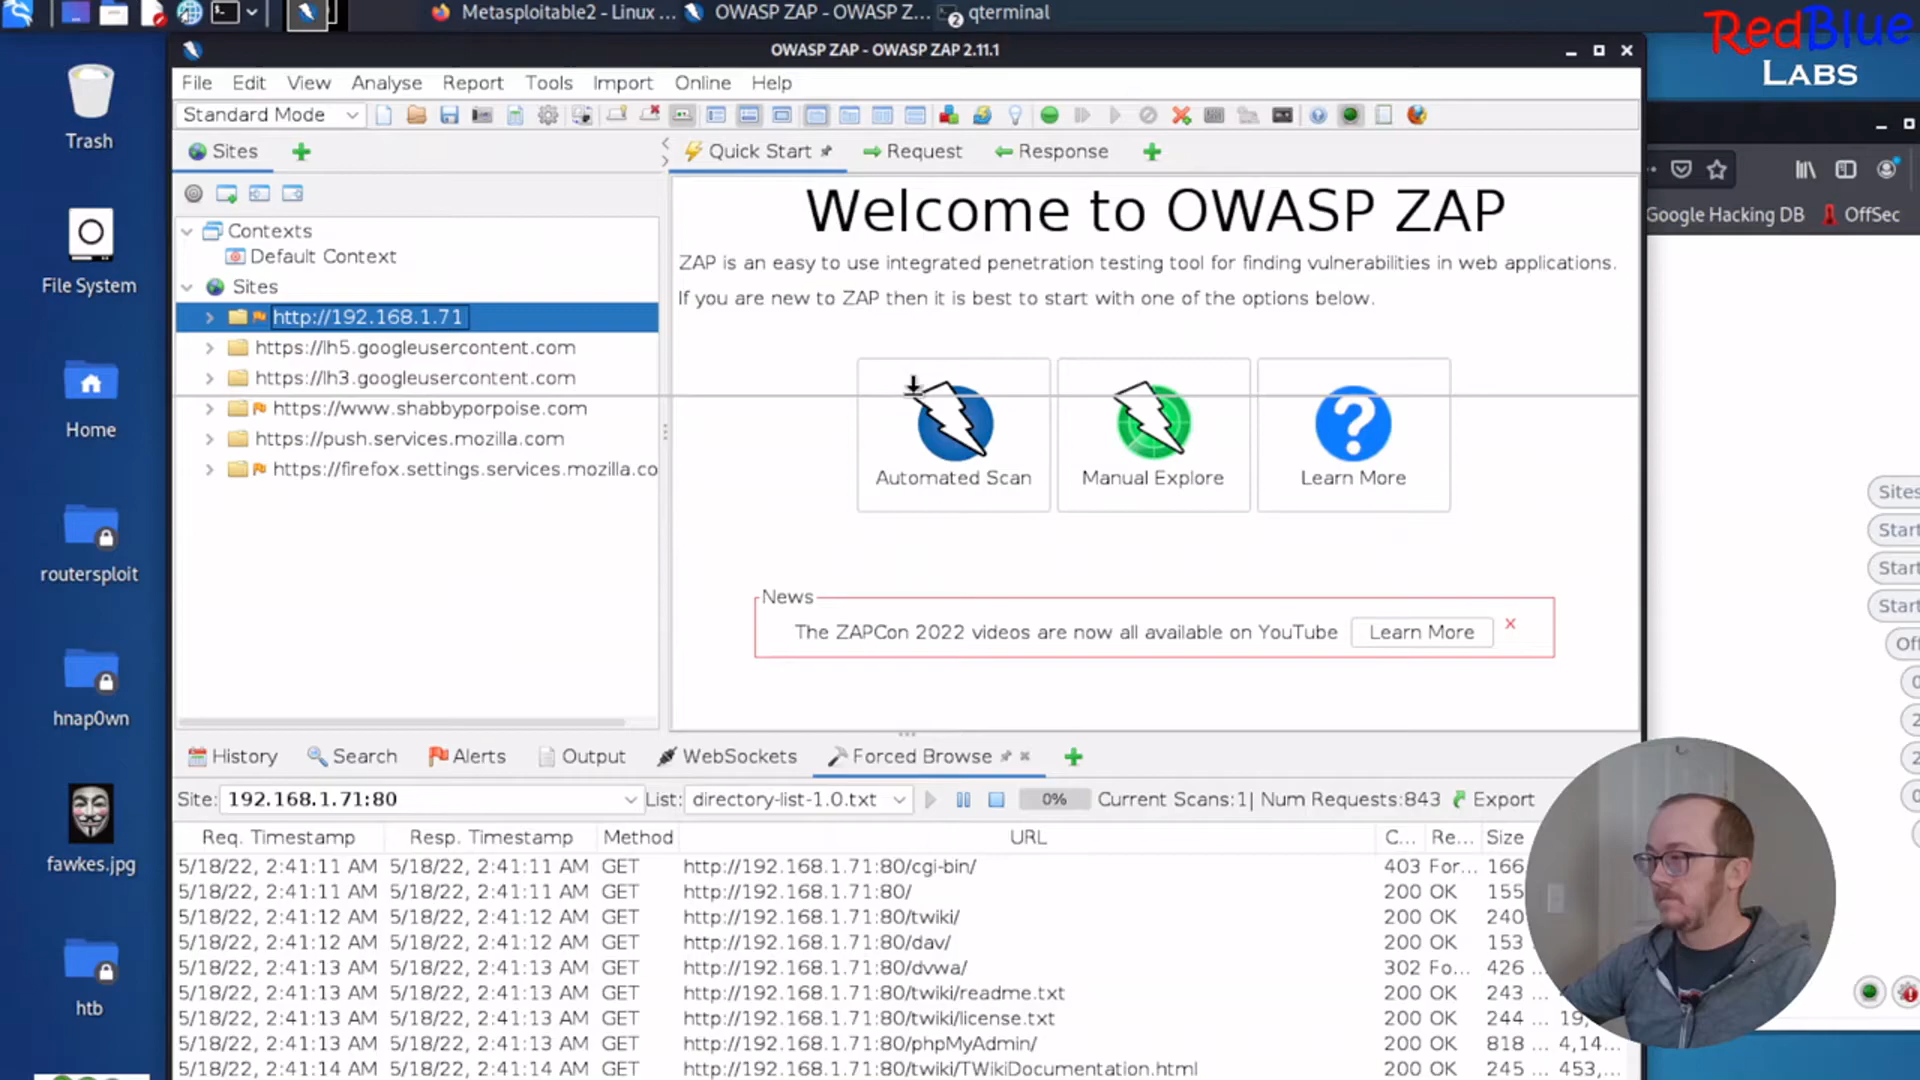 Metasploitable2 - Linux ...
OWASP ZAP - OWASP Z...
2
qterminal
RedBlue
LABS
OWASP ZAP - OWASP ZAP 2.11.1
File Edit View Analyse Report Tools Import Online Help
Standard Mode
Sites
Quick Start
Request
Response
Welcome to OWASP ZAP
ZAP is an easy to use integrated penetration testing tool for finding vulnerabilities in web applications.
If you are new to ZAP then it is best to start with one of the options below.
Contexts
Default Context
Sites
http://192.168.1.71
https://lh5.googleusercontent.com
https://lh3.googleusercontent.com
https://www.shabbyporpoise.com
https://push.services.mozilla.com
https://firefox.settings.services.mozilla.co
Automated Scan
Manual Explore
Learn More
News
The ZAPCon 2022 videos are now all available on YouTube
Learn More
Trash
File System
Home
routersploit
hnap0wn
fawkes.jpg
htb
Google Hacking DB
OffSec
Sites
Start
Start
Start
Off
History
Search
Alerts
Output
WebSockets
Forced Browse
Site: 192.168.1.71:80
List: directory-list-1.0.txt
0%
Current Scans:1| Num Requests:843
Export
Req. Timestamp Resp. Timestamp Method URL C... Re... Size
5/18/22, 2:41:11 AM 5/18/22, 2:41:11 AM GET http://192.168.1.71:80/cgi-bin/ 403 For... 166
5/18/22, 2:41:11 AM 5/18/22, 2:41:11 AM GET http://192.168.1.71:80/ 200 OK 155
5/18/22, 2:41:12 AM 5/18/22, 2:41:12 AM GET http://192.168.1.71:80/twiki/ 200 OK 240
5/18/22, 2:41:12 AM 5/18/22, 2:41:12 AM GET http://192.168.1.71:80/dav/ 200 OK 153
5/18/22, 2:41:13 AM 5/18/22, 2:41:13 AM GET http://192.168.1.71:80/dvwa/ 302 Fo... 426
5/18/22, 2:41:13 AM 5/18/22, 2:41:13 AM GET http://192.168.1.71:80/twiki/readme.txt 200 OK 243 ...
5/18/22, 2:41:13 AM 5/18/22, 2:41:13 AM GET http://192.168.1.71:80/twiki/license.txt 200 OK 244 ... 19,...
5/18/22, 2:41:13 AM 5/18/22, 2:41:13 AM GET http://192.168.1.71:80/phpMyAdmin/ 200 OK 818 ... 4,14...
5/18/22, 2:41:14 AM 5/18/22, 2:41:14 AM GET http://192.168.1.71:80/twiki/TWikiDocumentation.html 200 OK 245 ... 453,...